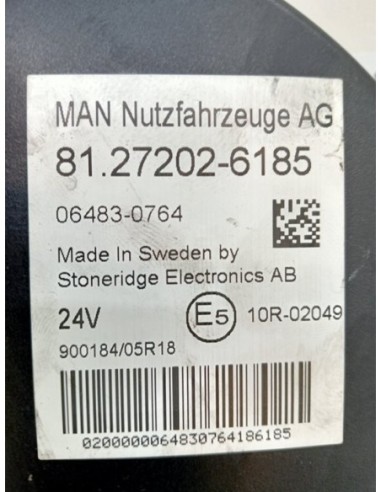 MAN Nutzfahrzeuge AG
81.27202-6185
06483-0764
Made In Sweden by
Stoneridge Electronics AB
24V E5 10R-02049
900184/05R18
0200000064830764186185